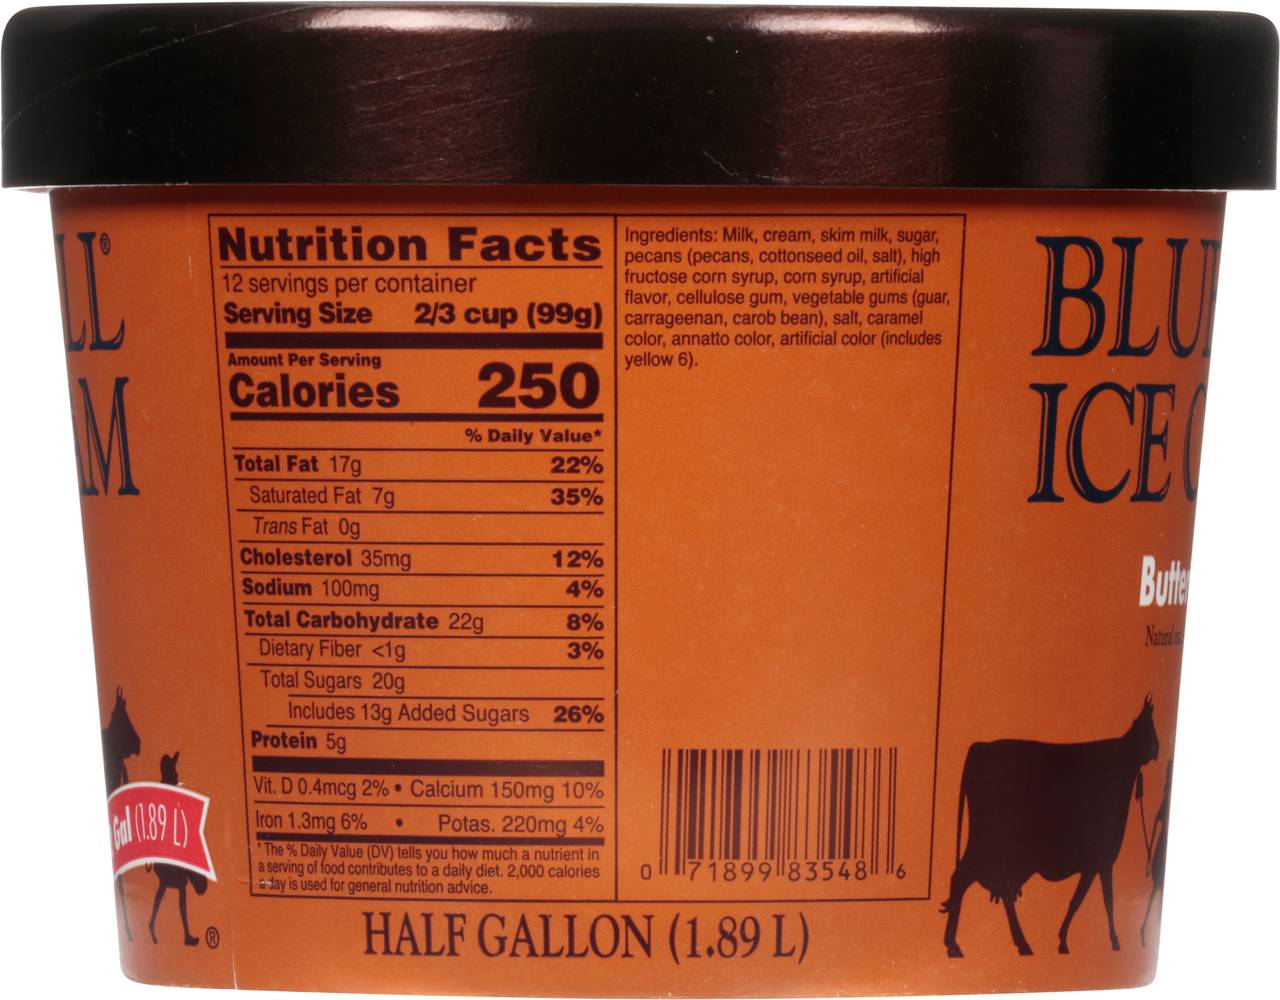 Nutrition Facts
12 servings per container
Serving Size 2/3 cup (99g)
Amount Per Serving
Calories 250
% Daily Value*
Total Fat 17g 22%
Saturated Fat 7g 35%
Trans Fat 0g
Cholesterol 35mg 12%
Sodium 100mg 4%
Total Carbohydrate 22g 8%
Dietary Fiber <1g 3%
Total Sugars 20g
Includes 13g Added Sugars 26%
Protein 5g
Vit. D 0.4mcg 2% • Calcium 150mg 10%
Iron 1.3mg 6% • Potas. 220mg 4%
* The % Daily Value (DV) tells you how much a nutrient in
a serving of food contributes to a daily diet. 2,000 calories
a day is used for general nutrition advice.
Ingredients: Milk, cream, skim milk, sugar,
pecans (pecans, cottonseed oil, salt), high
fructose corn syrup, corn syrup, artificial
flavor, cellulose gum, vegetable gums (guar,
carrageenan, carob bean), salt, caramel
color, annatto color, artificial color (includes
yellow 6).
0 71899 83548 6
HALF GALLON (1.89 L)
LL®
AM
Gal (1.89 L)
®
BLU
ICE C
Butte
Natural